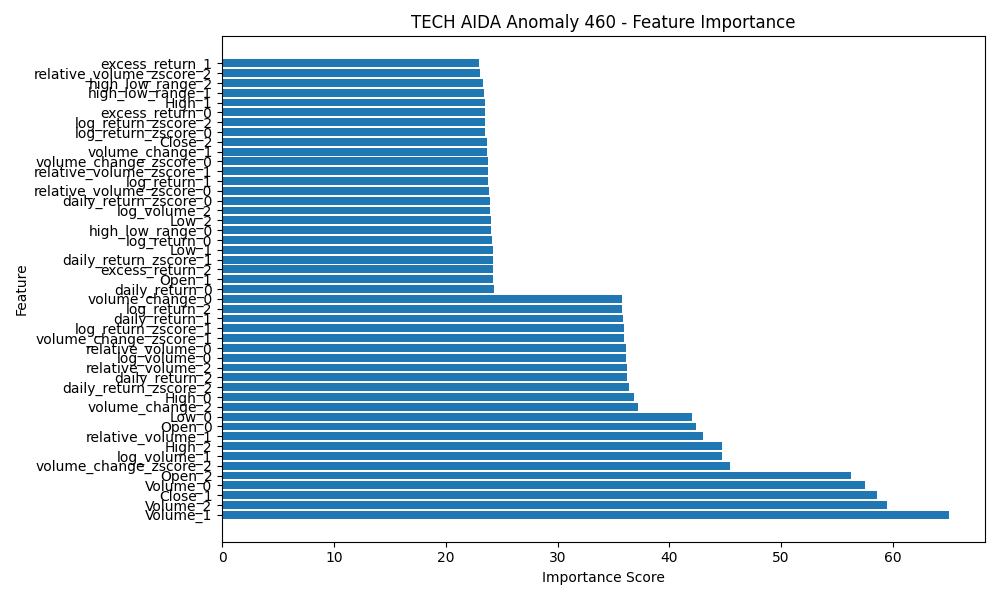 TECH AIDA Anomaly 460 - Feature Importance
excess_return_1
relative_volume_zscore_2
high_low_range_2
high_low_range_1
High_1
excess_return_0
log_return_zscore_2
log_return_zscore_0
Close_2
volume_change_1
volume_change_zscore_0
relative_volume_zscore_1
log_return_1
relative_volume_zscore_0
daily_return_zscore_0
log_volume_2
Low_2
high_low_range_0
log_return_0
Low_1
daily_return_zscore_1
excess_return_2
Open_1
daily_return_0
volume_change_0
log_return_2
daily_return_1
log_return_zscore_1
volume_change_zscore_1
relative_volume_0
log_volume_0
relative_volume_2
daily_return_2
daily_return_zscore_2
High_0
volume_change_2
Low_0
Open_0
relative_volume_1
High_2
log_volume_1
volume_change_zscore_2
Open_2
Volume_0
Close_1
Volume_2
Volume_1
Feature
0 10 20 30 40 50 60
Importance Score